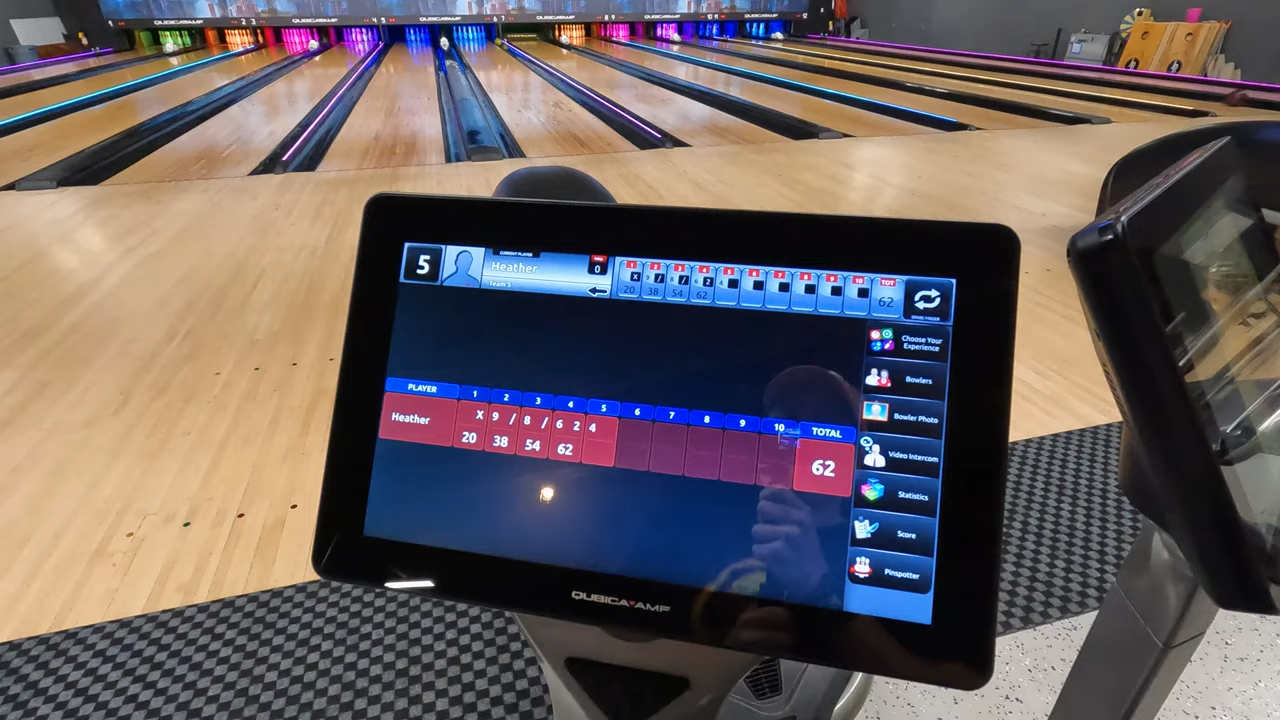 QUBICAAMF
QUBICAAMF
QUBICAAMF
5
CURRENT PLAYER
Heather
Team 5
0
1 2 3 4 5 6 7 8 9 10 TOT
X 9 / 8 / 6 2 4
20 38 54 62 62
Choose Your
Experience
Bowlers
Bowler Photo
Video Intercom
Statistics
Score
Pinspotter
PLAYER 1 2 3 4 5 6 7 8 9 10 TOTAL
Heather X 9 / 8 / 6 2 4
20 38 54 62 62
QUBICAAMF